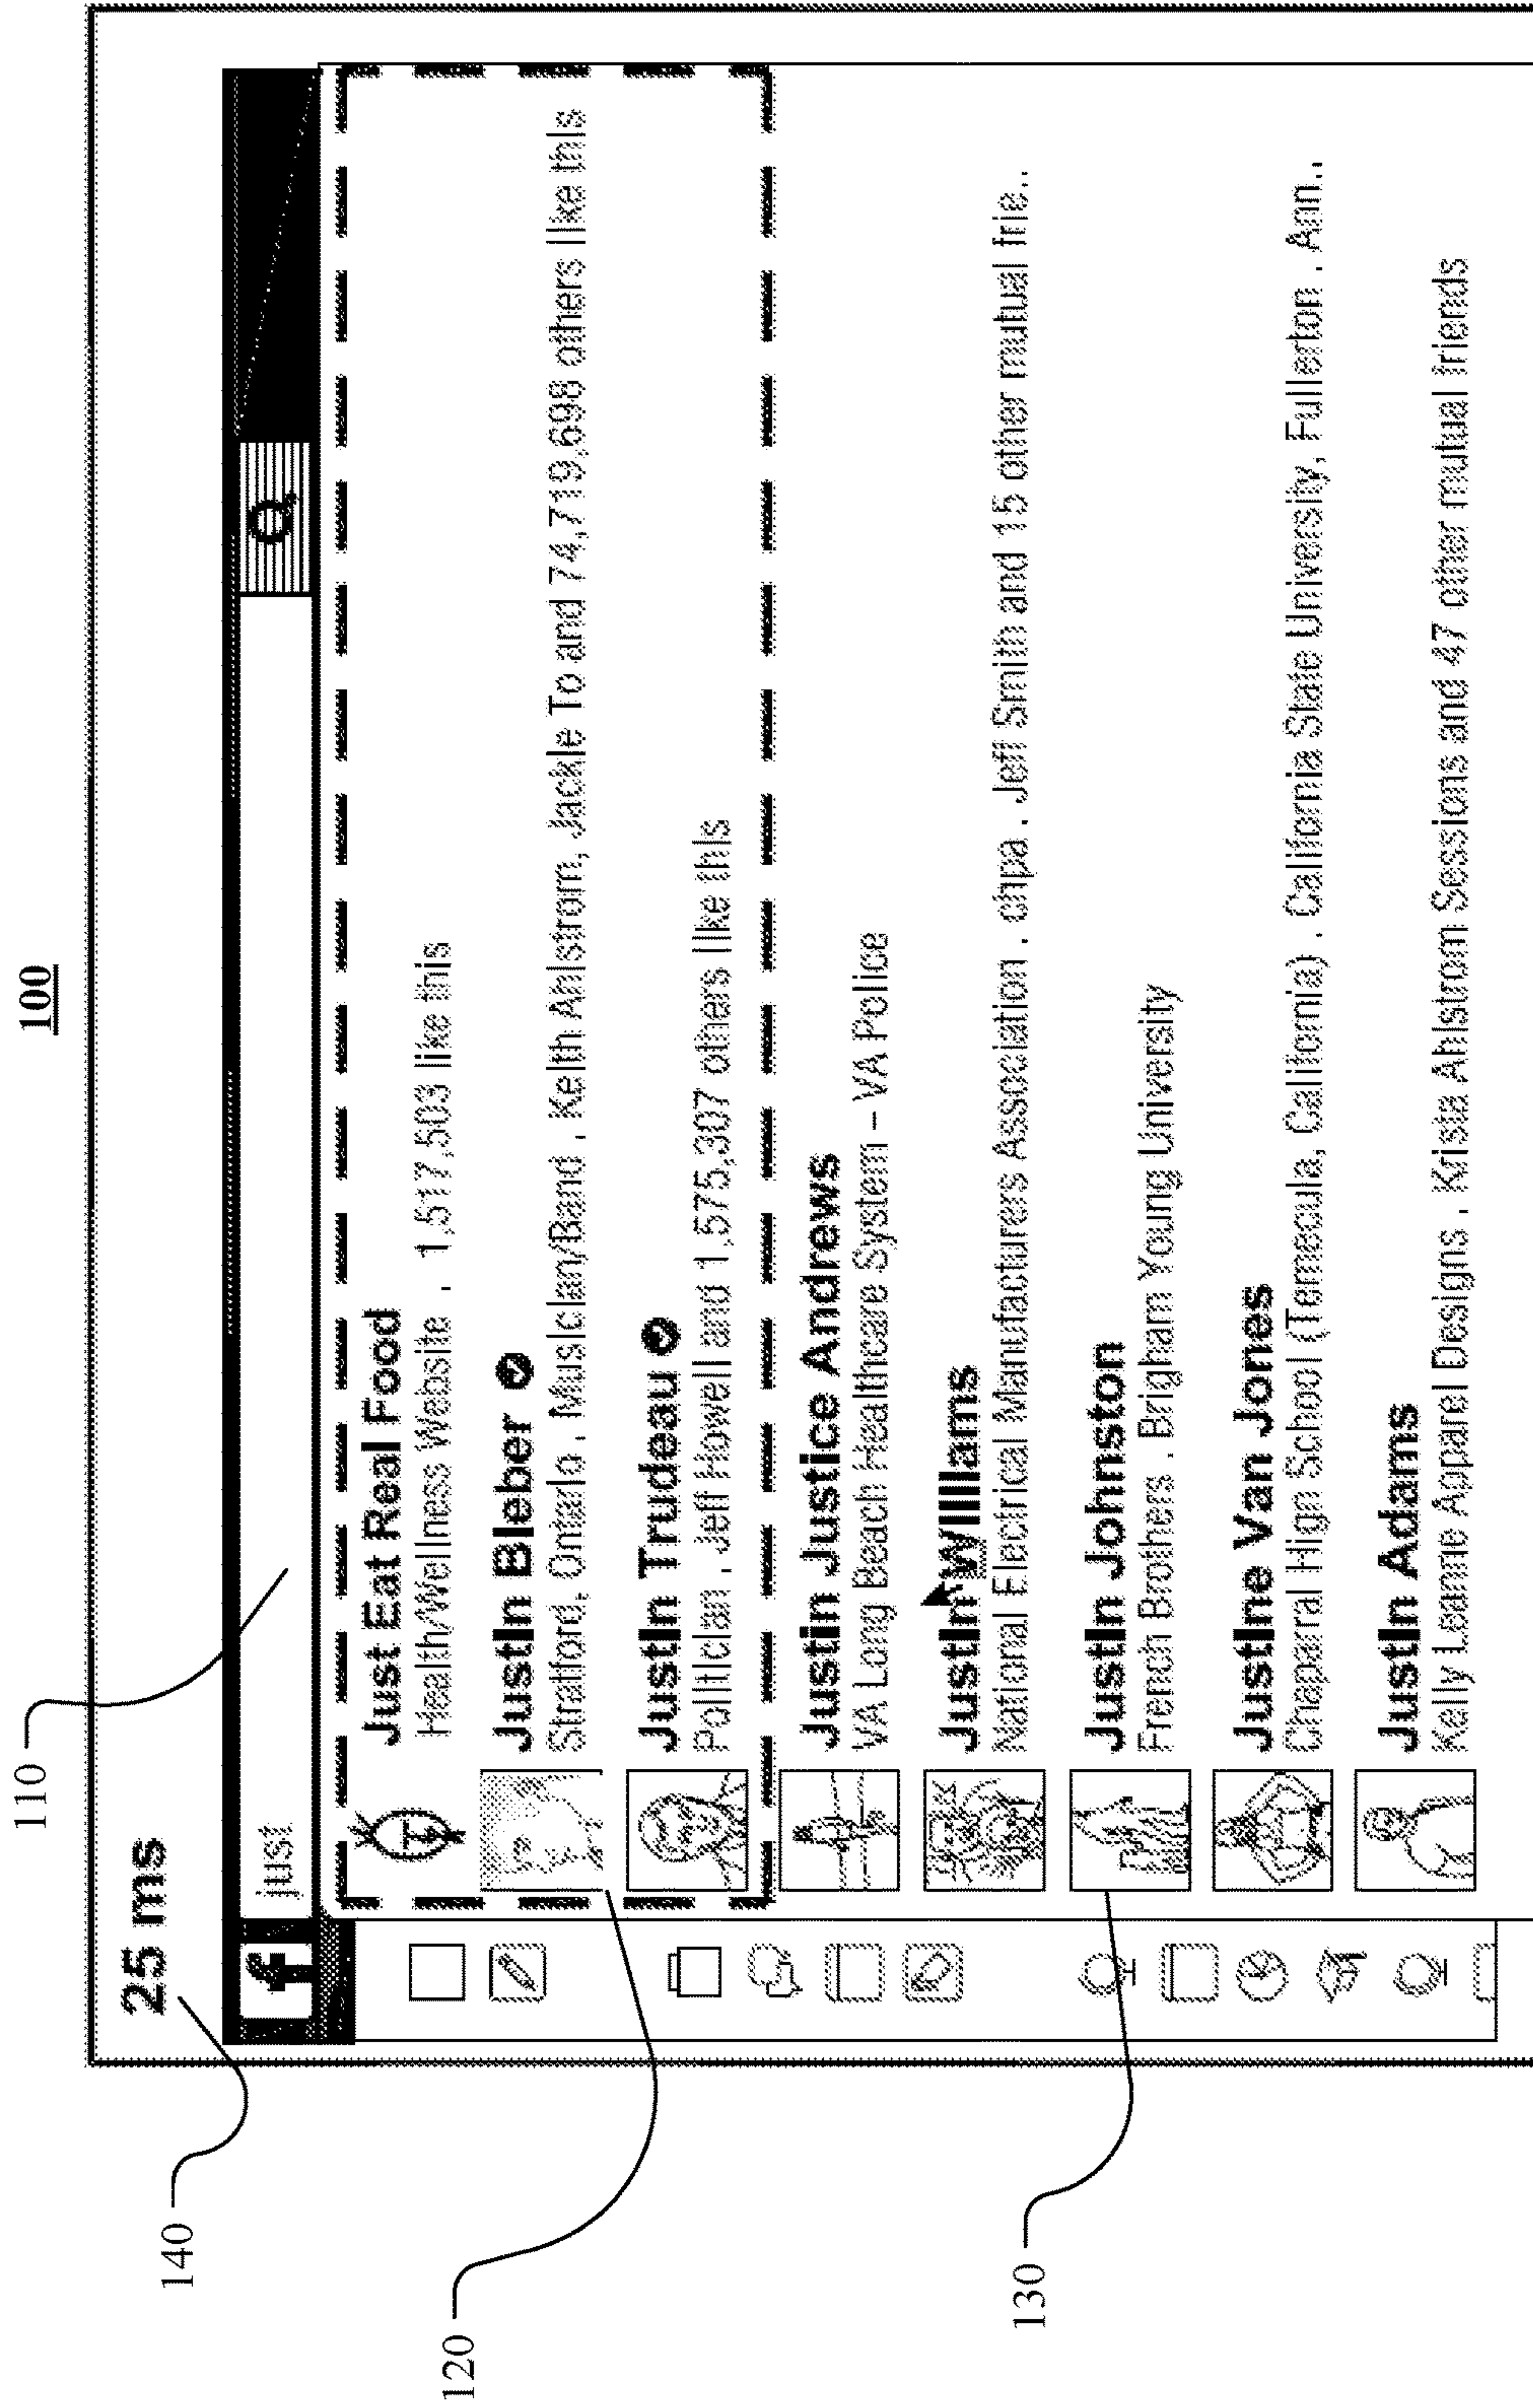 100
110
25 ms
140
f
just
Q
Just Eat Real Food
Health/Wellness Website . 1,517,503 like this
JustIn BIeber
Stratford, Ontario . Musician/Band . Keith Ahlstrom, Jackie To and 74,719,698 others like this
120
JustIn Trudeau
Politician . Jeff Howell and 1,575,307 others like this
Justin Justice Andrews
VA Long Beach Healthcare System – VA Police
JustIn WIllIams
National Electrical Manufacturers Association . chpa . Jeff Smith and 15 other mutual frie..
130
JustIn Johnston
French Brothers . Brigham Young University
JustIne Van Jones
Chaparral High School (Temecula, California) . California State University, Fullerton . Ann..
JustIn Adams
Kelly Leanne Apparel Designs . Krista Ahlstrom Sessions and 47 other mutual friends